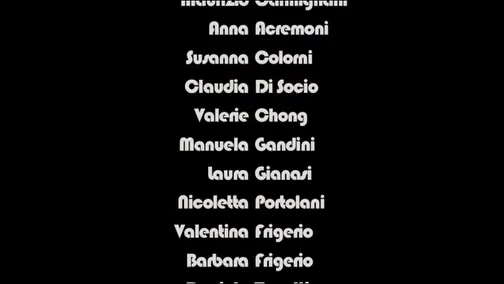 Anna Acremoni
Susanna Colorni
Claudia Di Socio
Valerie Chong
Manuela Gandini
Laura Gianasi
Nicoletta Portolani
Valentina Frigerio
Barbara Frigerio